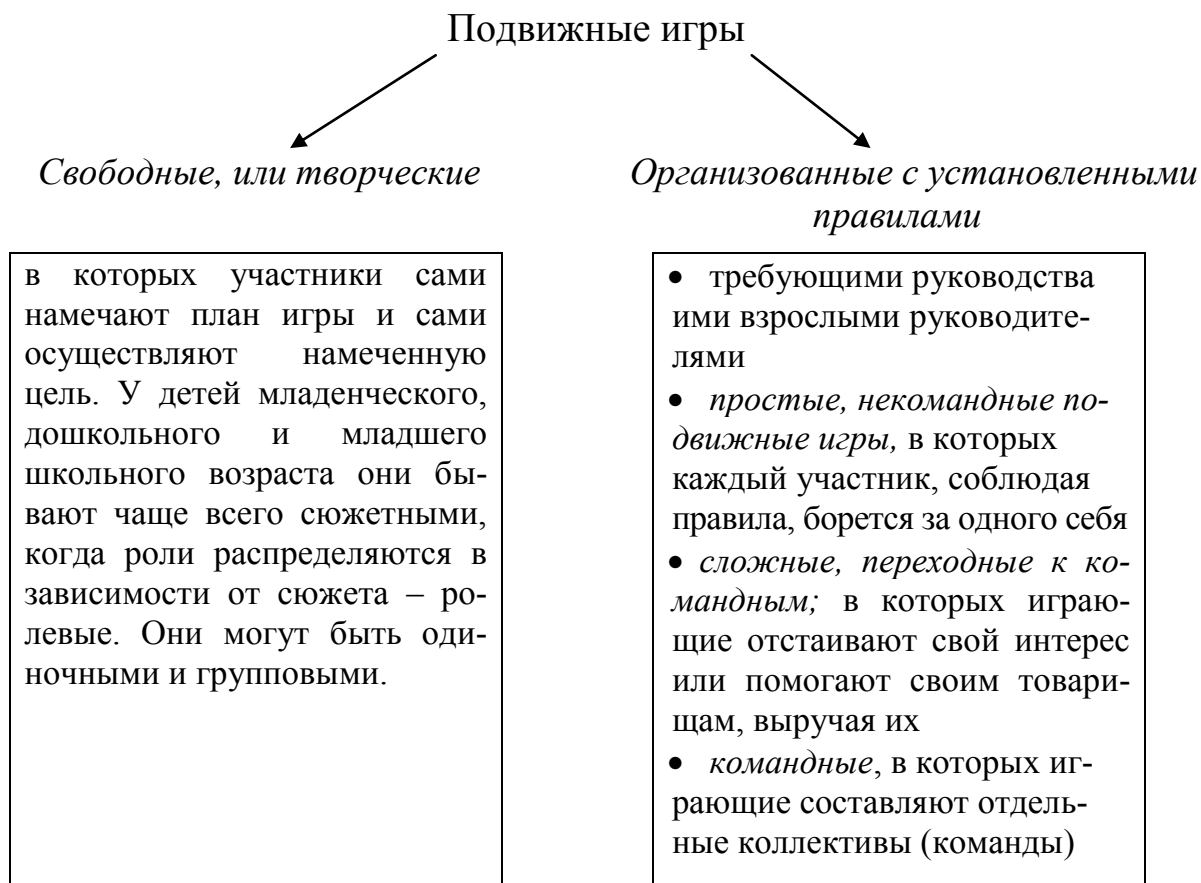 Подвижные игры
Свободные, или творческие
в которых участники сами
намечают план игры и сами
осуществляют намеченную
цель. У детей младенческого,
дошкольного и младшего
школьного возраста они бы-
вают чаще всего сюжетными,
когда роли распределяются в
зависимости от сюжета – ро-
левые. Они могут быть оди-
ночными и групповыми.
Организованные с установленными
правилами
• требующими руководства
ими взрослыми руководите-
лями
• простые, некомандные по-
движные игры, в которых
каждый участник, соблюдая
правила, борется за одного себя
• сложные, переходные к ко-
мандным; в которых играю-
щие отстаивают свой интерес
или помогают своим товари-
щам, выручая их
• командные, в которых иг-
рающие составляют отдель-
ные коллективы (команды)